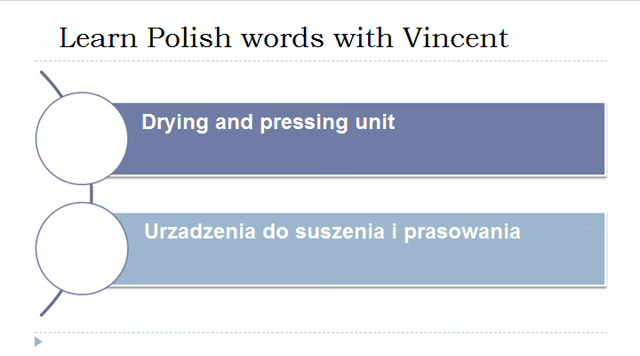 Learn Polish words with Vincent
Drying and pressing unit
Urzadzenia do suszenia i prasowania